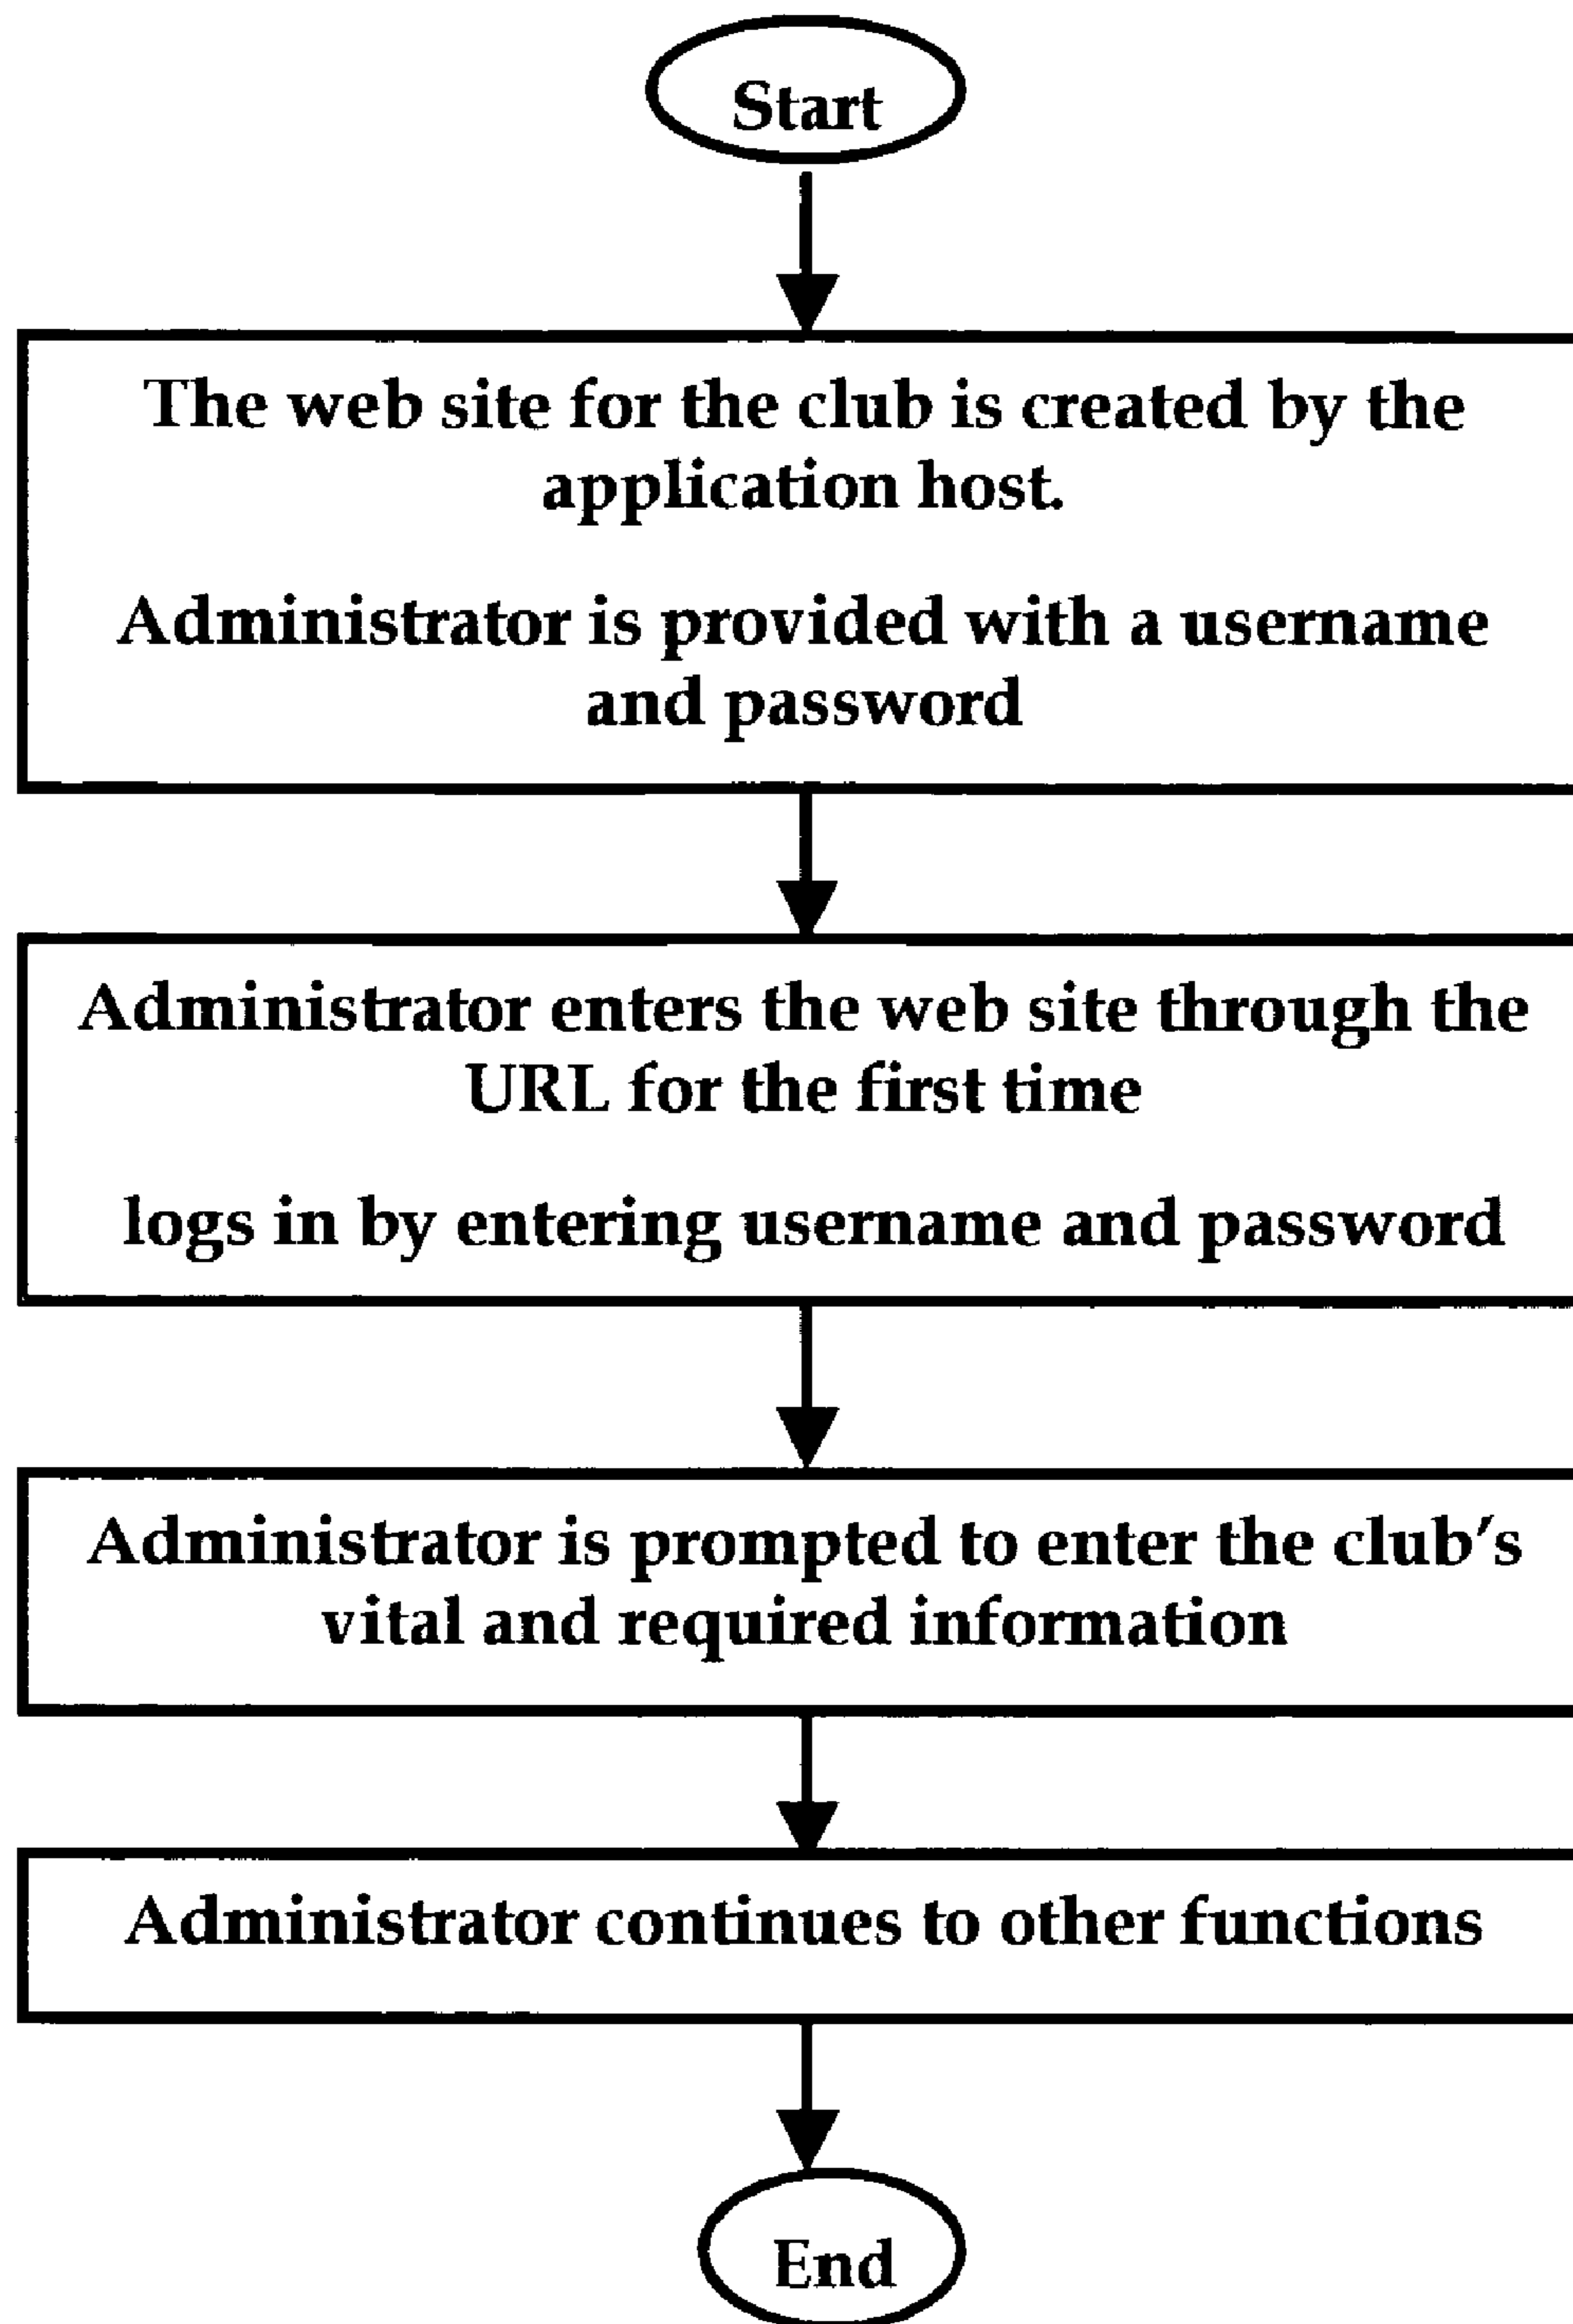 Start
The web site for the club is created by the
application host.
Administrator is provided with a username
and password
Administrator enters the web site through the
URL for the first time
logs in by entering username and password
Administrator is prompted to enter the club's
vital and required information
Administrator continues to other functions
End